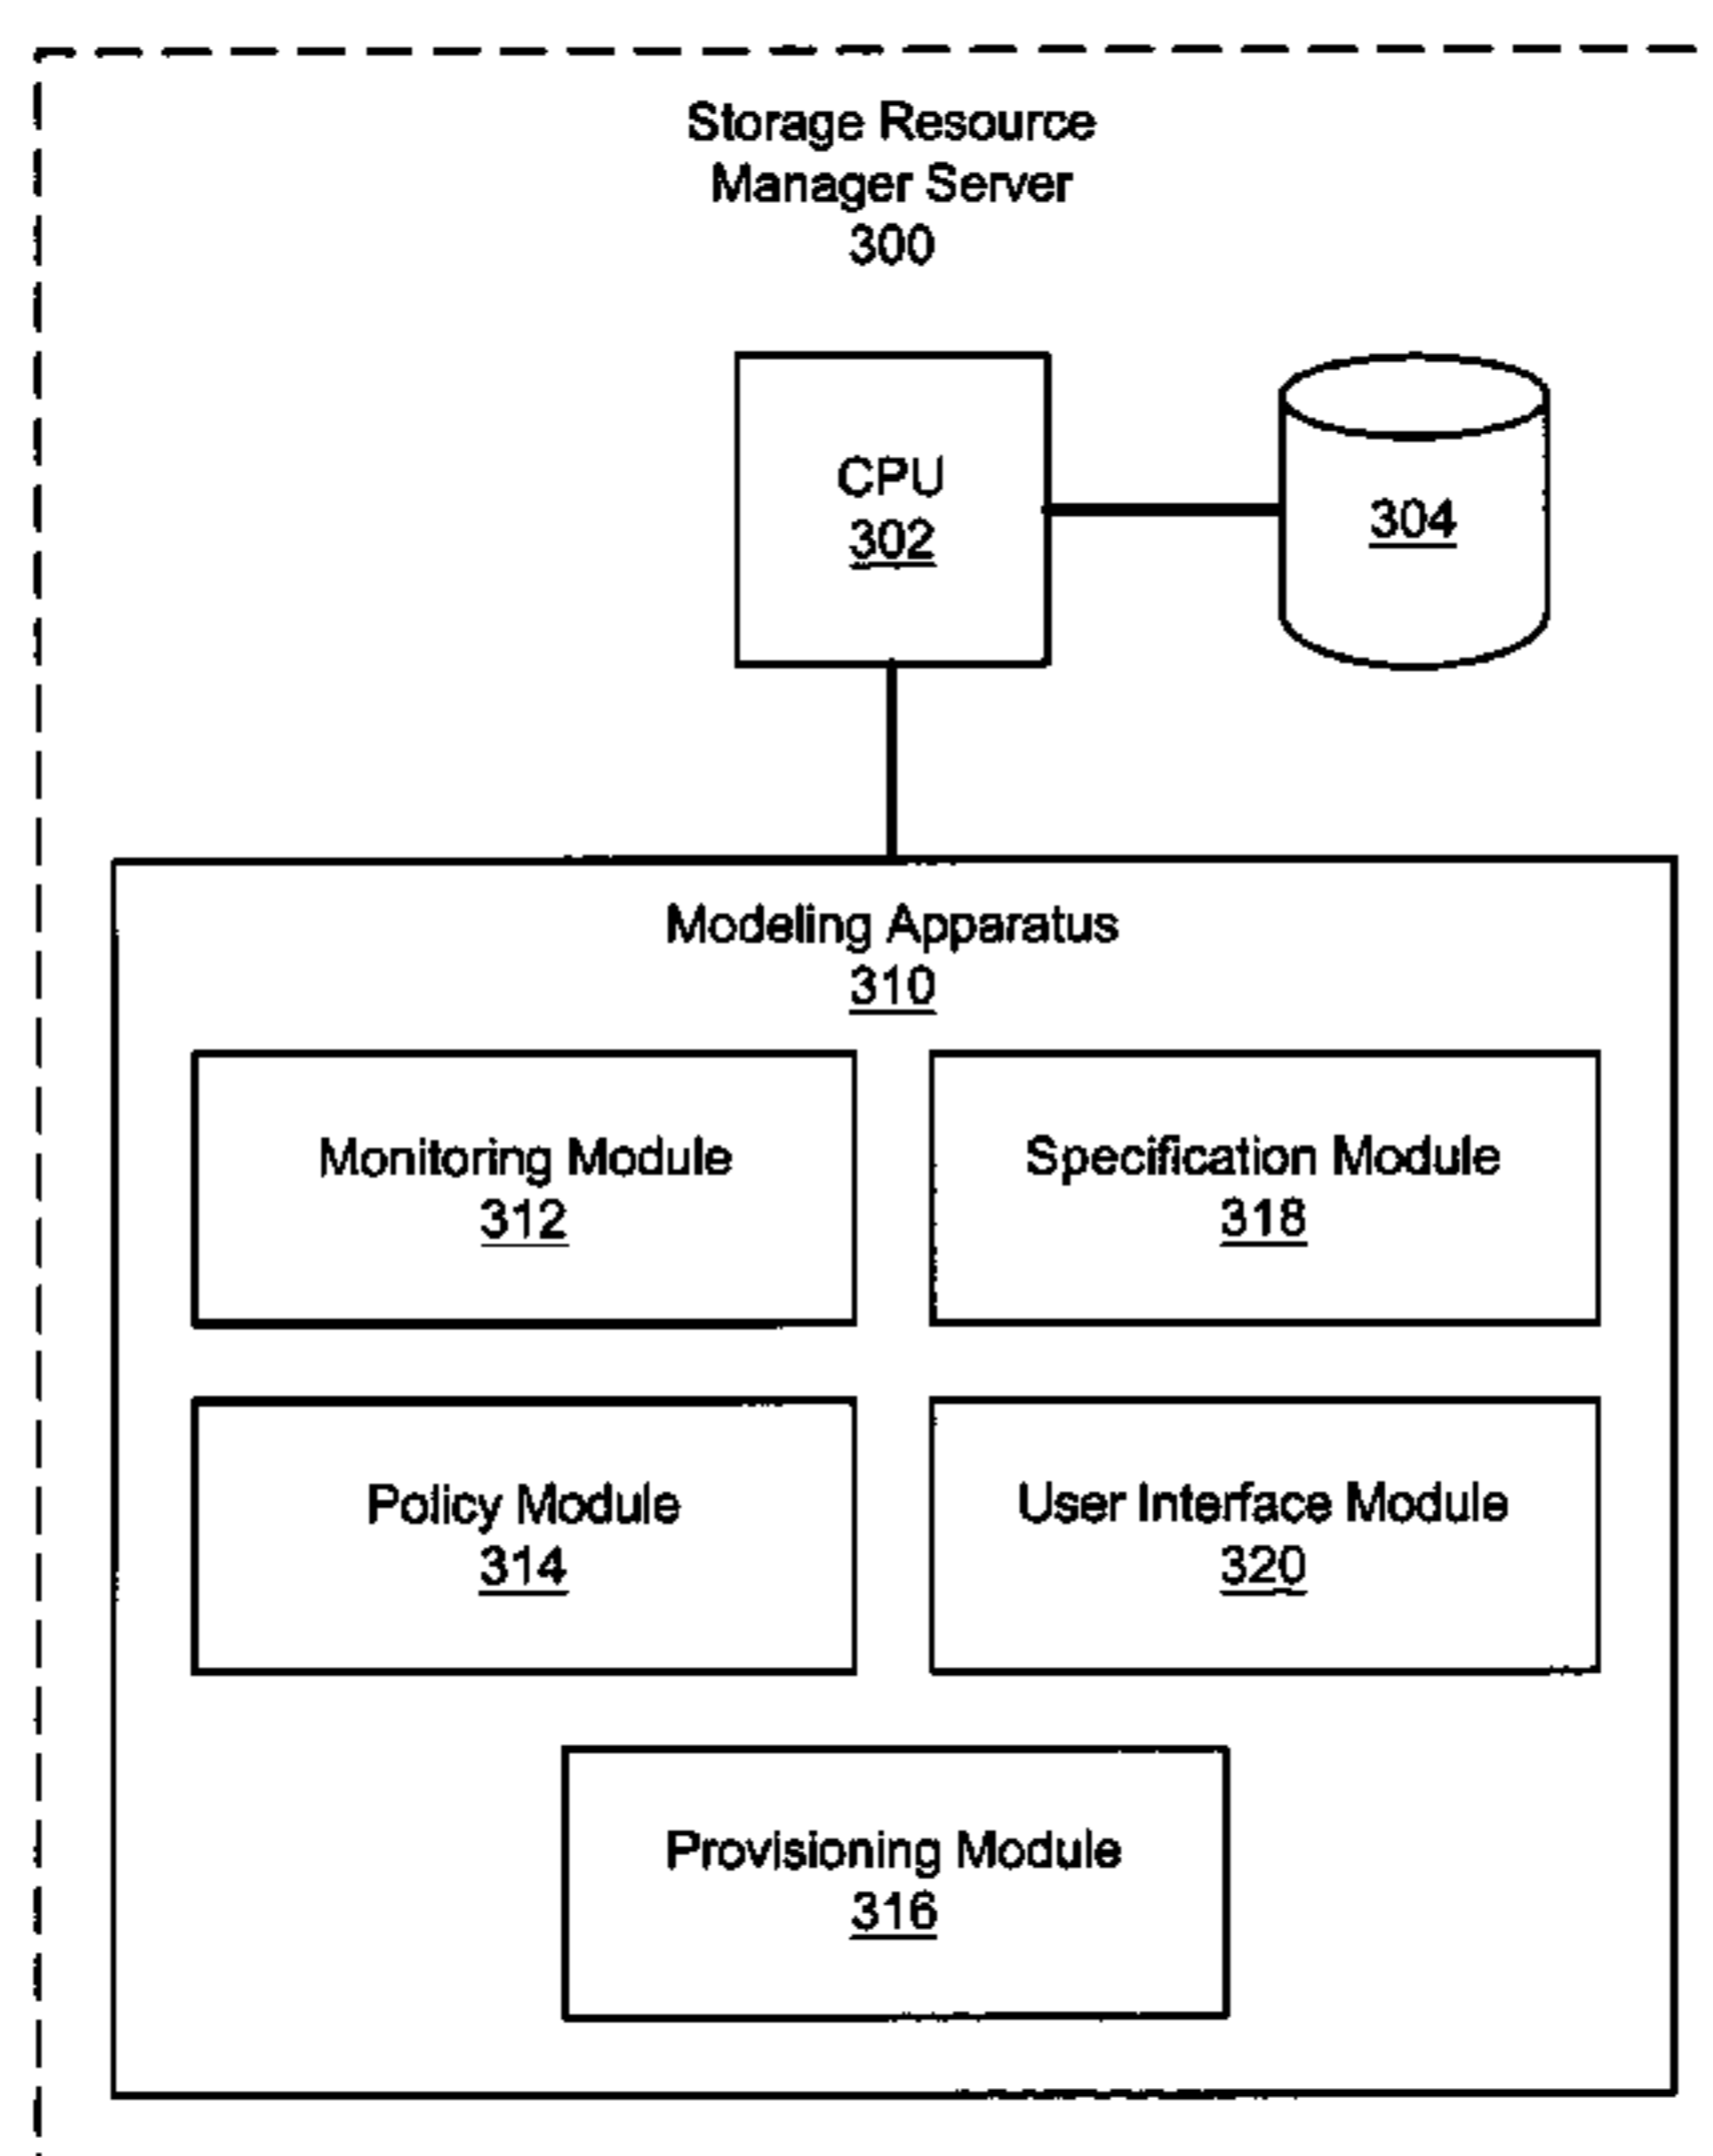 Storage Resource
Manager Server
300
CPU
302
304
Modeling Apparatus
310
Monitoring Module
312
Specification Module
318
Policy Module
314
User Interface Module
320
Provisioning Module
316